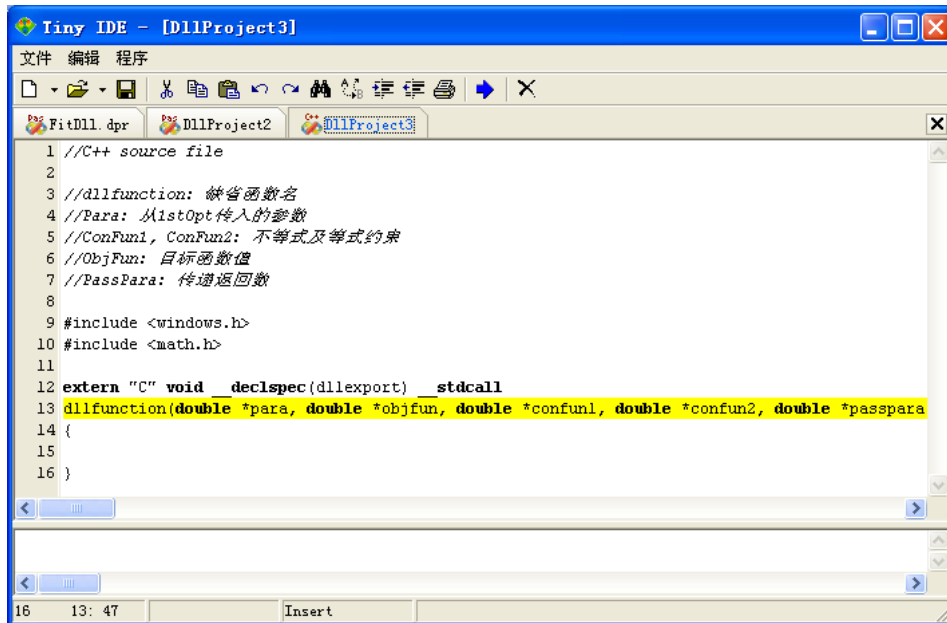 Tiny IDE - [DllProject3]
文件 编辑 程序
FitDll.dpr DllProject2 DllProject3
1 //C++ source file
2
3 //dllfunction: 缺省函数名
4 //Para: 从1stOpt传入的参数
5 //ConFun1, ConFun2: 不等式及等式约束
6 //ObjFun: 目标函数值
7 //PassPara: 传递返回数
8
9 #include <windows.h>
10 #include <math.h>
11
12 extern "C" void __declspec(dllexport) __stdcall
13 dllfunction(double *para, double *objfun, double *confun1, double *confun2, double *passpara
14 {
15
16 }
16 13: 47 Insert